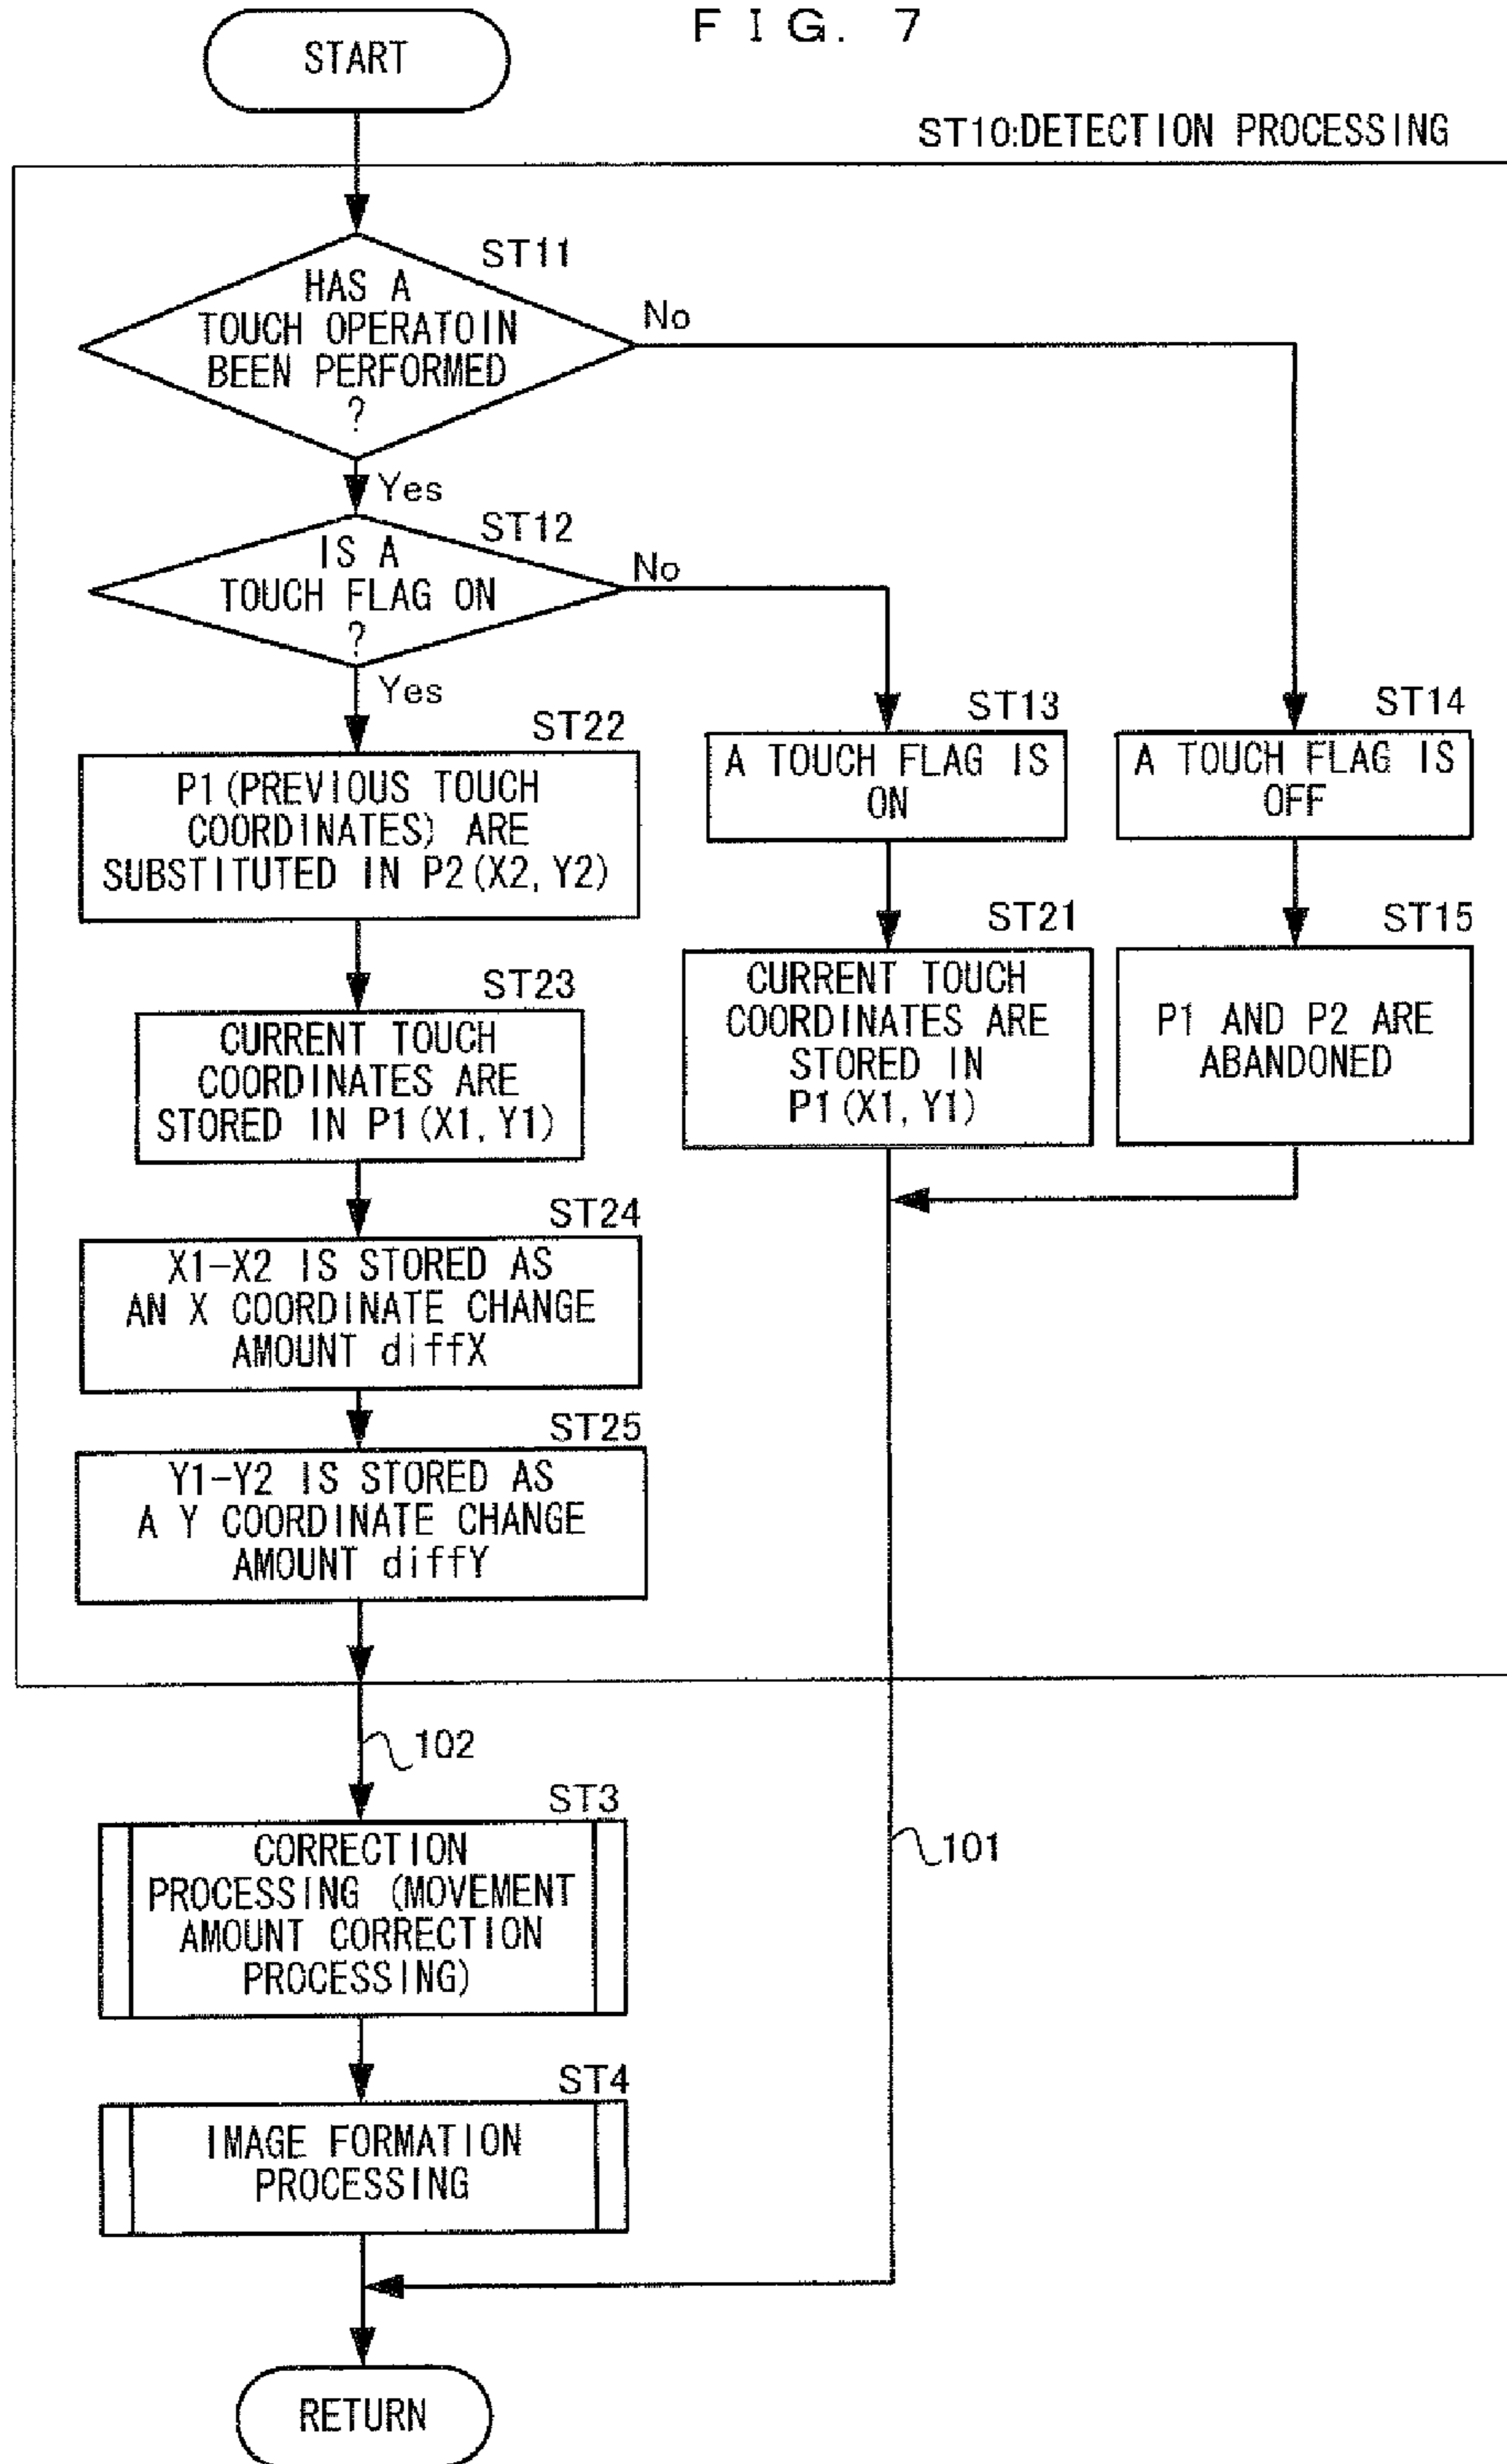 FIG. 7
START
ST10:DETECTION PROCESSING
ST11
HAS A
TOUCH OPERATOIN
BEEN PERFORMED
?
No
Yes
ST12
IS A
TOUCH FLAG ON
?
No
Yes
ST22
P1(PREVIOUS TOUCH
COORDINATES) ARE
SUBSTITUTED IN P2(X2,Y2)
ST13
A TOUCH FLAG IS
ON
ST14
A TOUCH FLAG IS
OFF
ST23
CURRENT TOUCH
COORDINATES ARE
STORED IN P1(X1,Y1)
ST21
CURRENT TOUCH
COORDINATES ARE
STORED IN
P1(X1,Y1)
ST15
P1 AND P2 ARE
ABANDONED
ST24
X1-X2 IS STORED AS
AN X COORDINATE CHANGE
AMOUNT diffX
ST25
Y1-Y2 IS STORED AS
A Y COORDINATE CHANGE
AMOUNT diffY
102
101
ST3
CORRECTION
PROCESSING (MOVEMENT
AMOUNT CORRECTION
PROCESSING)
ST4
IMAGE FORMATION
PROCESSING
RETURN